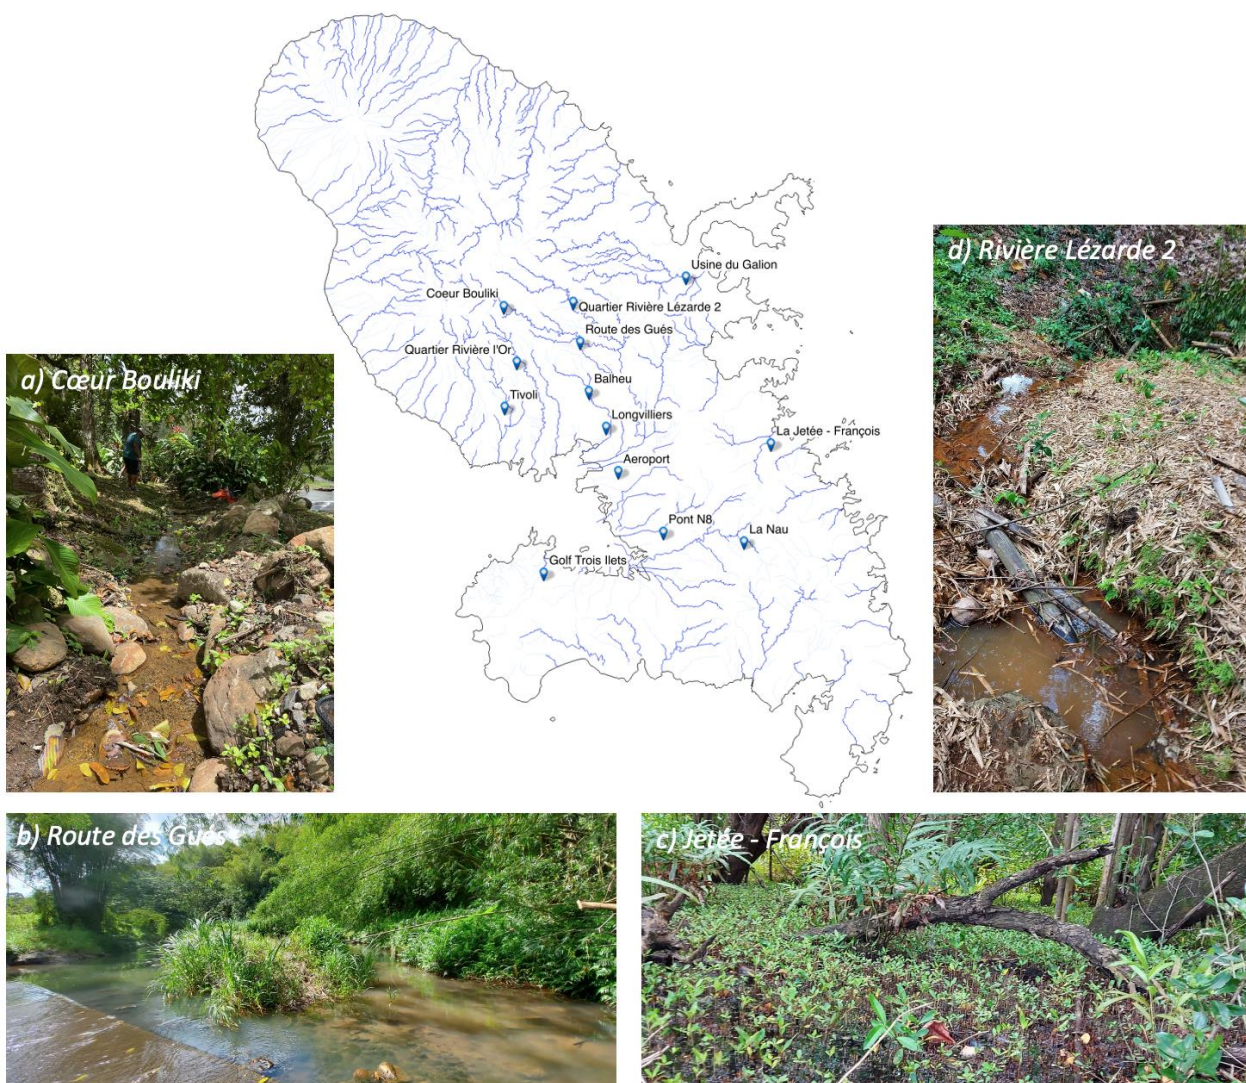 Usine du Galion
Coeur Bouliki
Quartier Rivière Lézarde 2
Route des Gués
Quartier Rivière l'Or
Balheu
Tivoli
Longvilliers
La Jetée - François
Aeroport
Pont N8
La Nau
Golf Trois Ilets
d) Rivière Lézarde 2
a) Cœur Bouliki
b) Route des Gués
c) Jetée - François